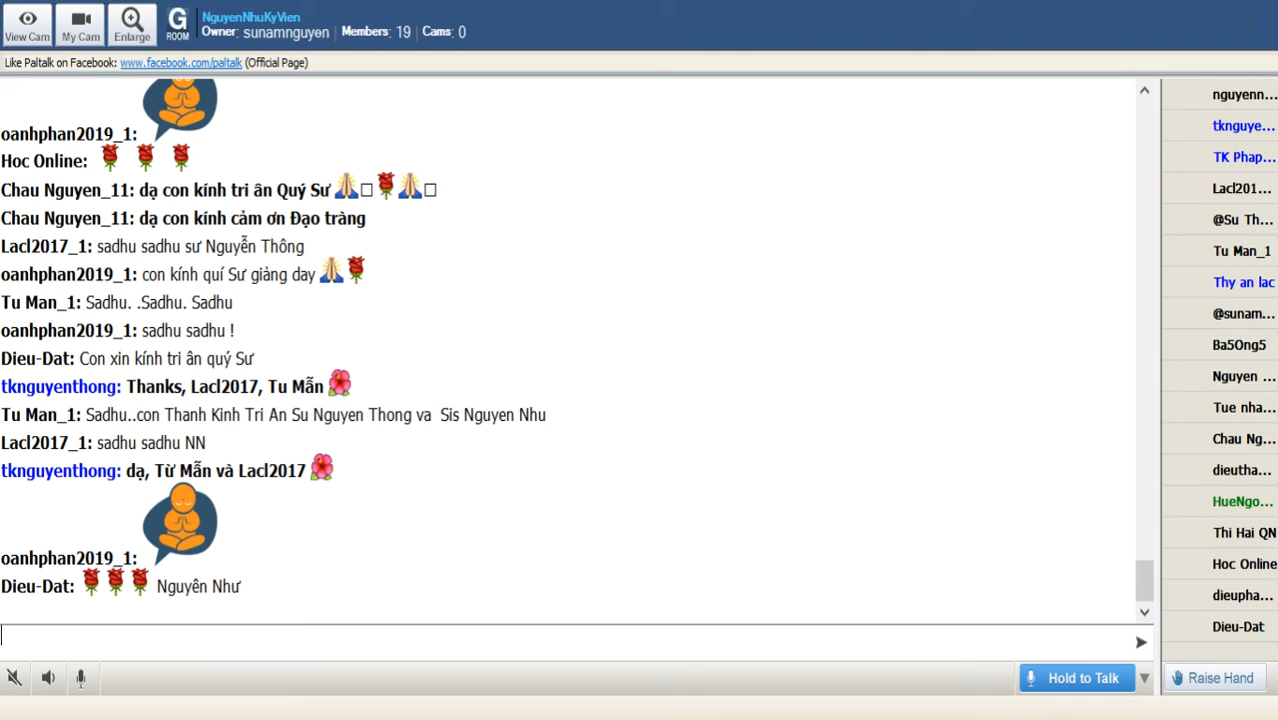 View Cam
My Cam
Enlarge
G
ROOM
NguyenNhuKyVien
Owner: sunamnguyen Members: 19 Cams: 0
Like Paltalk on Facebook: www.facebook.com/paltalk (Official Page)
oanhphan2019_1:
Hoc Online:
Chau Nguyen_11: dạ con kính tri ân Quý Sư
Chau Nguyen_11: dạ con kính cảm ơn Đạo tràng
Lacl2017_1: sadhu sadhu sư Nguyễn Thông
oanhphan2019_1: con kính quí Sư giảng day
Tu Man_1: Sadhu. .Sadhu. Sadhu
oanhphan2019_1: sadhu sadhu !
Dieu-Dat: Con xin kính tri ân quý Sư
tknguyenthong: Thanks, Lacl2017, Tu Mẫn
Tu Man_1: Sadhu..con Thanh Kinh Tri An Su Nguyen Thong va Sis Nguyen Nhu
Lacl2017_1: sadhu sadhu NN
tknguyenthong: dạ, Từ Mẫn và Lacl2017
oanhphan2019_1:
Dieu-Dat: Nguyên Như
nguyenn...
tknguye...
TK Phap...
Lacl201...
@Su Th...
Tu Man_1
Thy an lac
@sunam...
Ba5Ong5
Nguyen ...
Tue nha...
Chau Ng...
dieutha...
HueNgo...
Thi Hai QN
Hoc Online
dieupha...
Dieu-Dat
Hold to Talk
Raise Hand